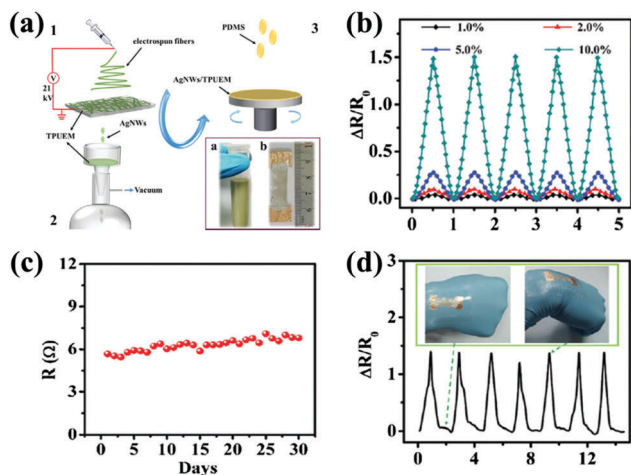 (a)
1
3
PDMS
electrospun fibers
V
21
kV
AgNWs/TPUEM
AgNWs
TPUEM
Vacuum
2
a
b
(b)
1.0%
2.0%
5.0%
10.0%
ΔR/R0
1.5
1.0
0.5
0.0
0 1 2 3 4 5
(c)
R (Ω)
12
9
6
3
0
0 5 10 15 20 25 30
Days
(d)
ΔR/R0
4
3
2
1
0
0 4 8 12